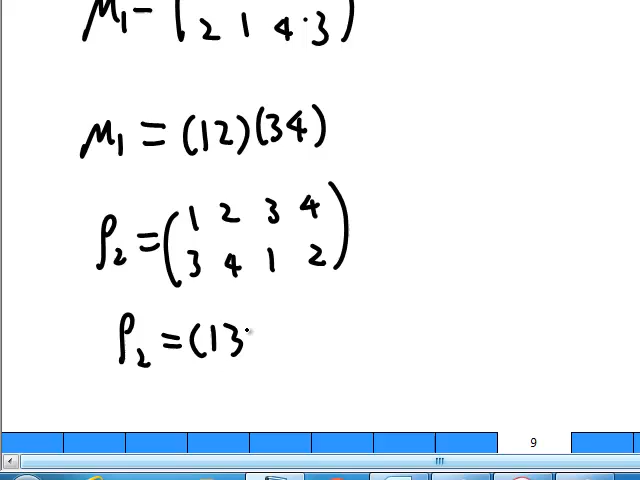 μ₁ = (
2 1 4 3)
μ₁ = (12)(34)
ρ₂ = (1 2 3 4
3 4 1 2)
ρ₂ = (13
9